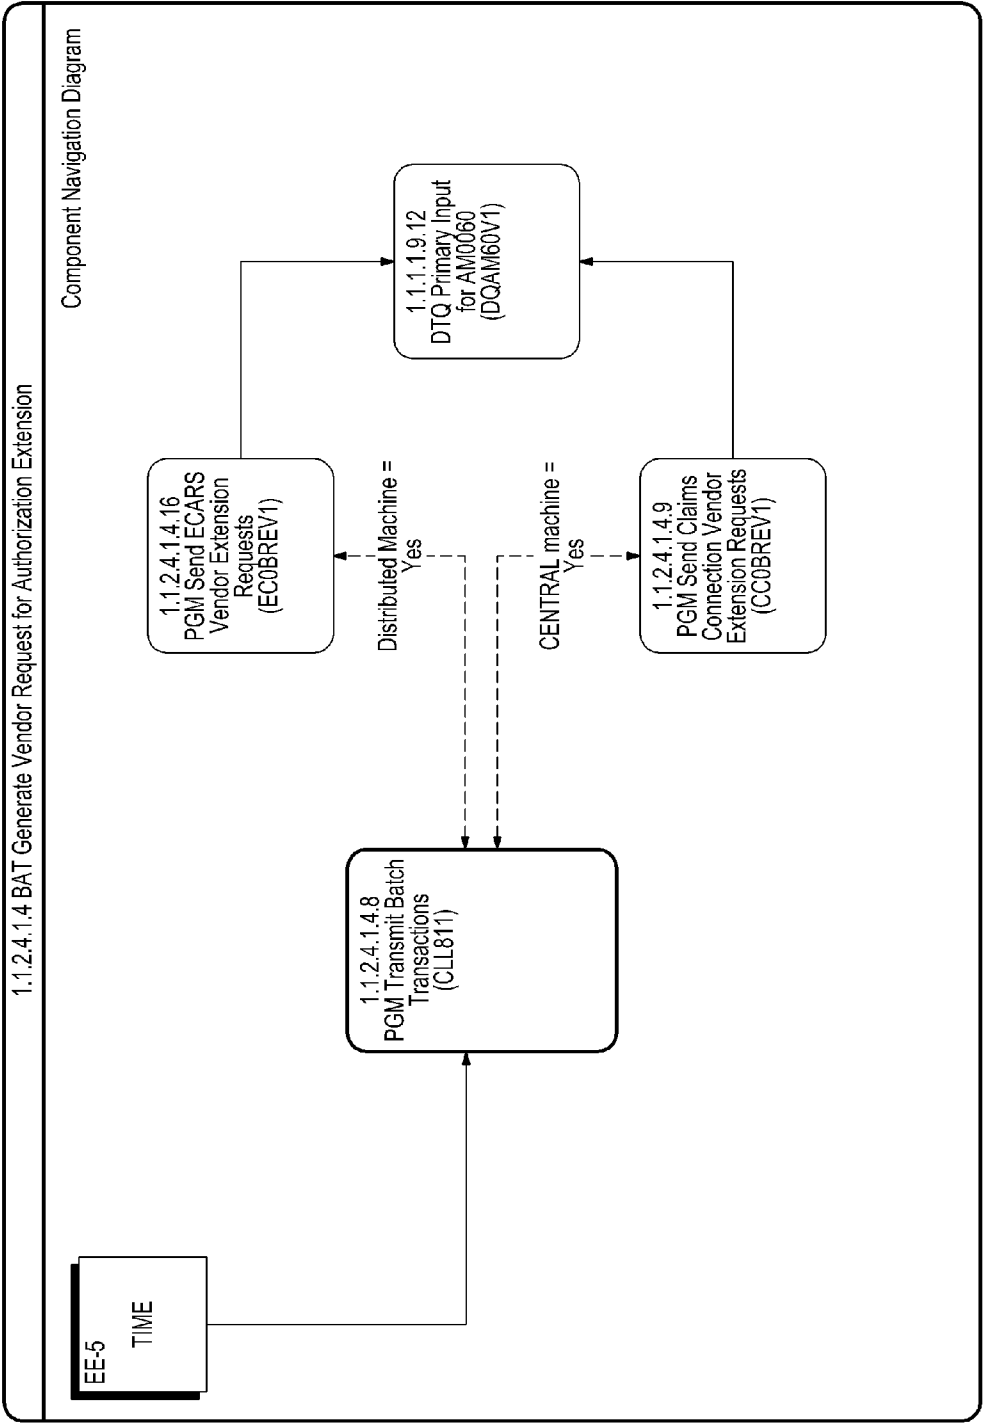 1.1.2.4.1.4 BAT Generate Vendor Request for Authorization Extension
Component Navigation Diagram
EE-5
TIME
1.1.2.4.1.4.8
PGM Transmit Batch
Transactions
(CLL811)
1.1.2.4.1.4.16
PGM Send ECARS
Vendor Extension
Requests
(EC0BREV1)
Distributed Machine =
Yes
CENTRAL machine =
Yes
1.1.2.4.1.4.9
PGM Send Claims
Connection Vendor
Extension Requests
(CC0BREV1)
1.1.1.1.9.12
DTQ Primary Input
for AM0060
(DQAM60V1)